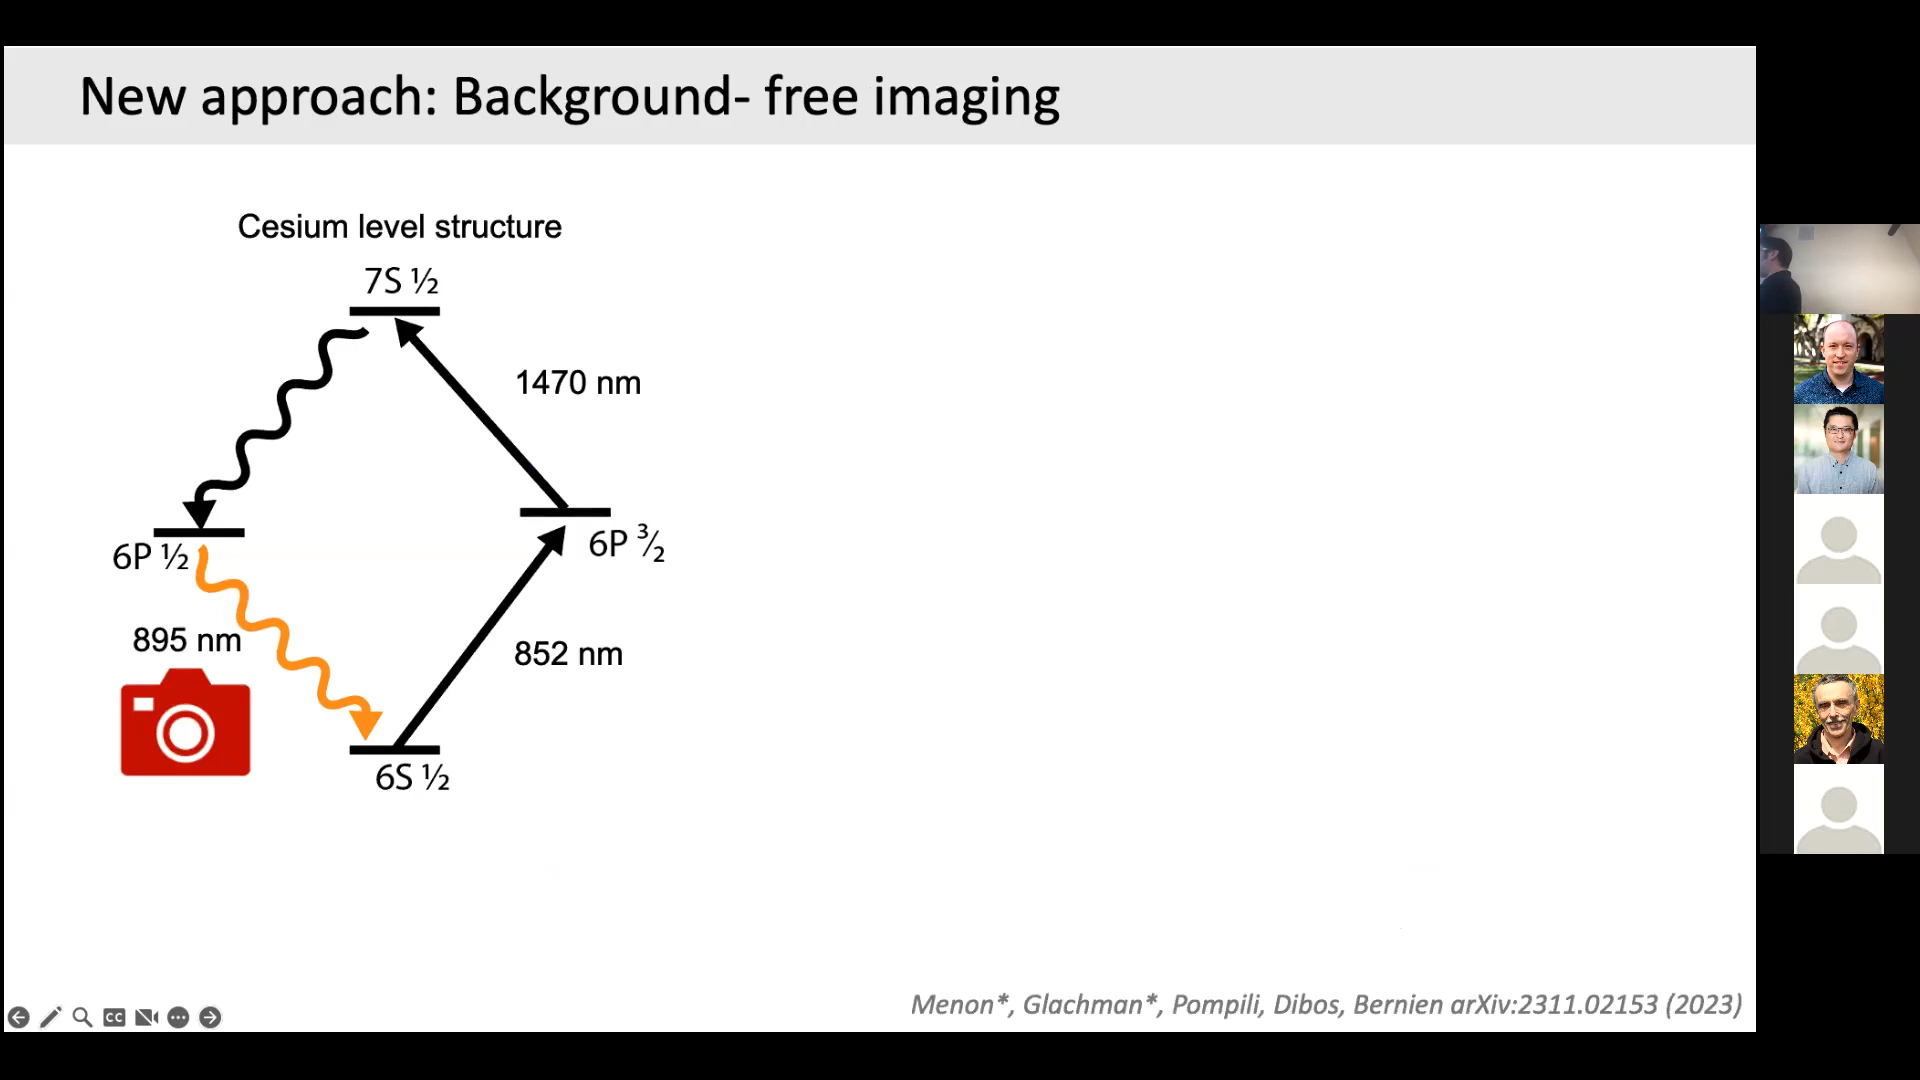 New approach: Background- free imaging
Cesium level structure
7S ½
1470 nm
6P ½
6P ³⁄₂
895 nm
852 nm
6S ½
Menon*, Glachman*, Pompili, Dibos, Bernien arXiv:2311.02153 (2023)
CC